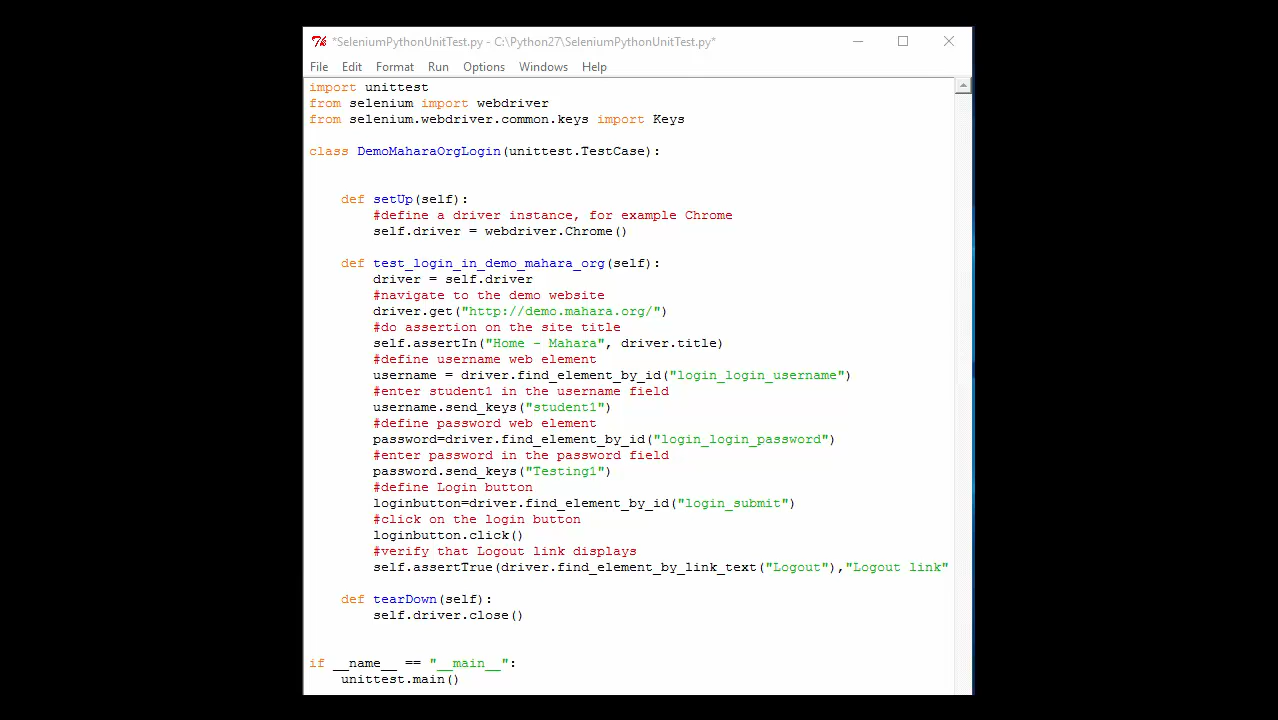 *SeleniumPythonUnitTest.py - C:\Python27\SeleniumPythonUnitTest.py*
File Edit Format Run Options Windows Help
import unittest
from selenium import webdriver
from selenium.webdriver.common.keys import Keys
class DemoMaharaOrgLogin(unittest.TestCase):
def setUp(self):
#define a driver instance, for example Chrome
self.driver = webdriver.Chrome()
def test_login_in_demo_mahara_org(self):
driver = self.driver
#navigate to the demo website
driver.get("http://demo.mahara.org/")
#do assertion on the site title
self.assertIn("Home - Mahara", driver.title)
#define username web element
username = driver.find_element_by_id("login_login_username")
#enter student1 in the username field
username.send_keys("student1")
#define password web element
password=driver.find_element_by_id("login_login_password")
#enter password in the password field
password.send_keys("Testing1")
#define Login button
loginbutton=driver.find_element_by_id("login_submit")
#click on the login button
loginbutton.click()
#verify that Logout link displays
self.assertTrue(driver.find_element_by_link_text("Logout"),"Logout link"
def tearDown(self):
self.driver.close()
if __name__ == "__main__":
unittest.main()